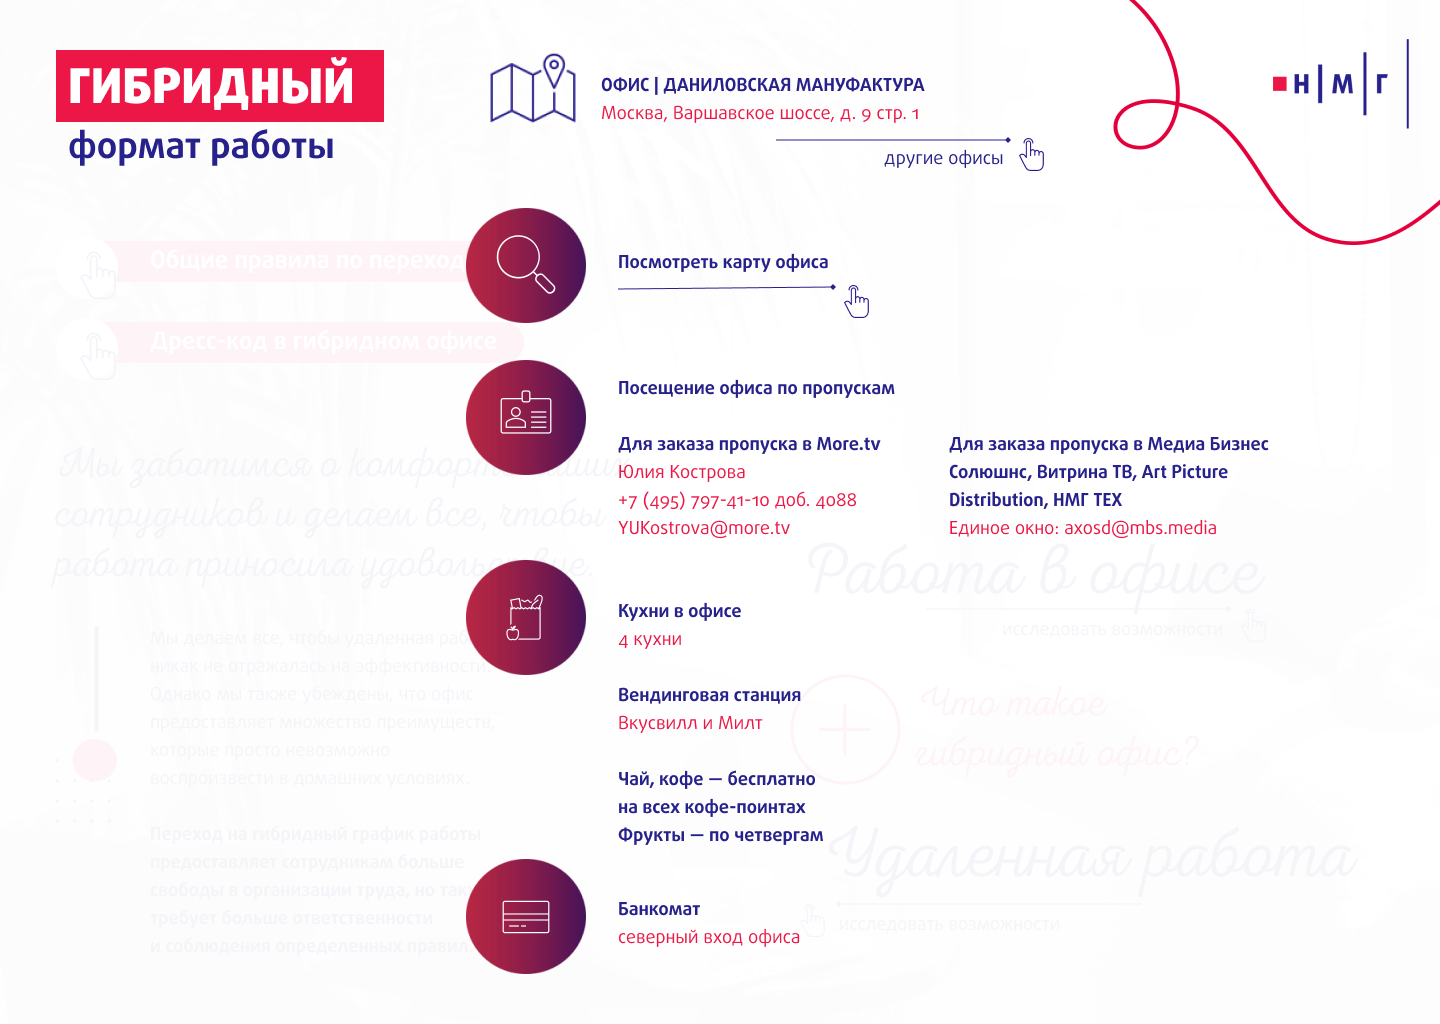 ГИБРИДНЫЙ
формат работы
ОФИС | ДАНИЛОВСКАЯ МАНУФАКТУРА
Москва, Варшавское шоссе, д. 9 стр. 1
другие офисы
н|м|г
Общие правила по переход
Дресс-код в гибридном офисе
Посмотреть карту офиса
Посещение офиса по пропускам
Для заказа пропуска в More.tv
Юлия Кострова
+7 (495) 797-41-10 доб. 4088
YUKostrova@more.tv
Для заказа пропуска в Медиа Бизнес
Солюшнс, Витрина ТВ, Art Picture
Distribution, НМГ ТЕХ
Единое окно: axosd@mbs.media
Мы заботимся о комфорте
сотрудников и делаем все, чтобы
работа приносила удовольствие.
Кухни в офисе
4 кухни
Вендинговая станция
Вкусвилл и Милт
Чай, кофе — бесплатно
на всех кофе-поинтах
Фрукты — по четвергам
Банкомат
северный вход офиса
Мы делаем все, чтобы удаленная раб
никак не отражалась на эффективности.
Однако мы также убеждены, что офис
предоставляет множество преимуществ,
которые просто невозможно
воспроизвести в домашних условиях.
Переход на гибридный график работы
предоставляет сотрудникам больше
свободы в организации труда, но так
требует больше ответственности
и соблюдения определенных правил
Работа в офисе
исследовать возможности
Что такое
гибридный офис?
Удаленная работа
исследовать возможности